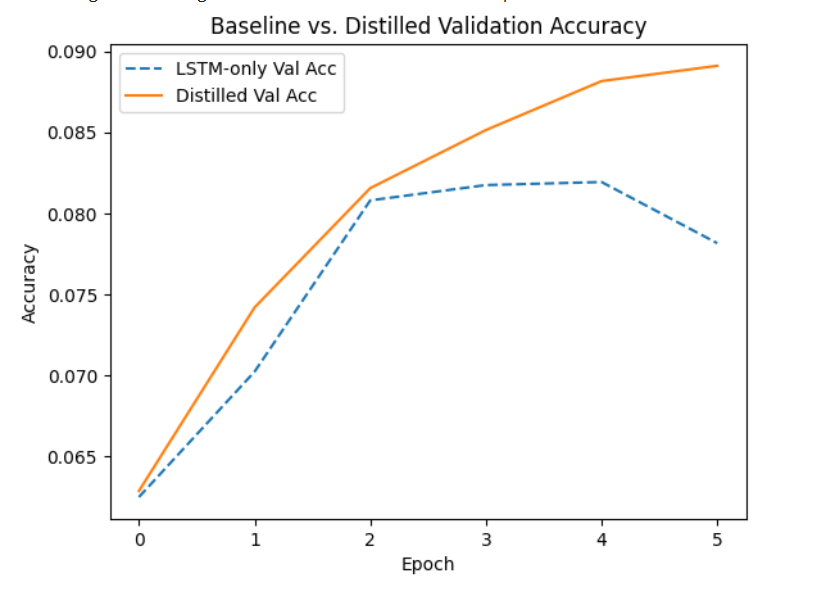 Baseline vs. Distilled Validation Accuracy
0.090
LSTM-only Val Acc
Distilled Val Acc
0.085
0.080
0.075
0.070
0.065
Accuracy
0 1 2 3 4 5
Epoch